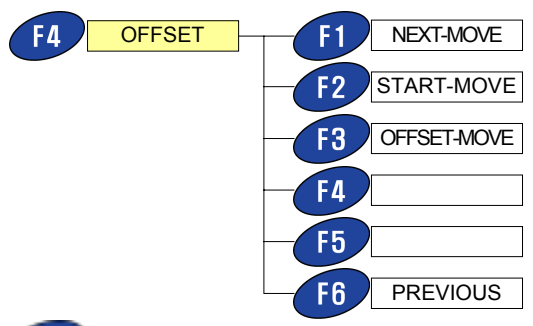 F4 OFFSET F1 NEXT-MOVE
F2 START-MOVE
F3 OFFSET-MOVE
F4
F5
F6 PREVIOUS